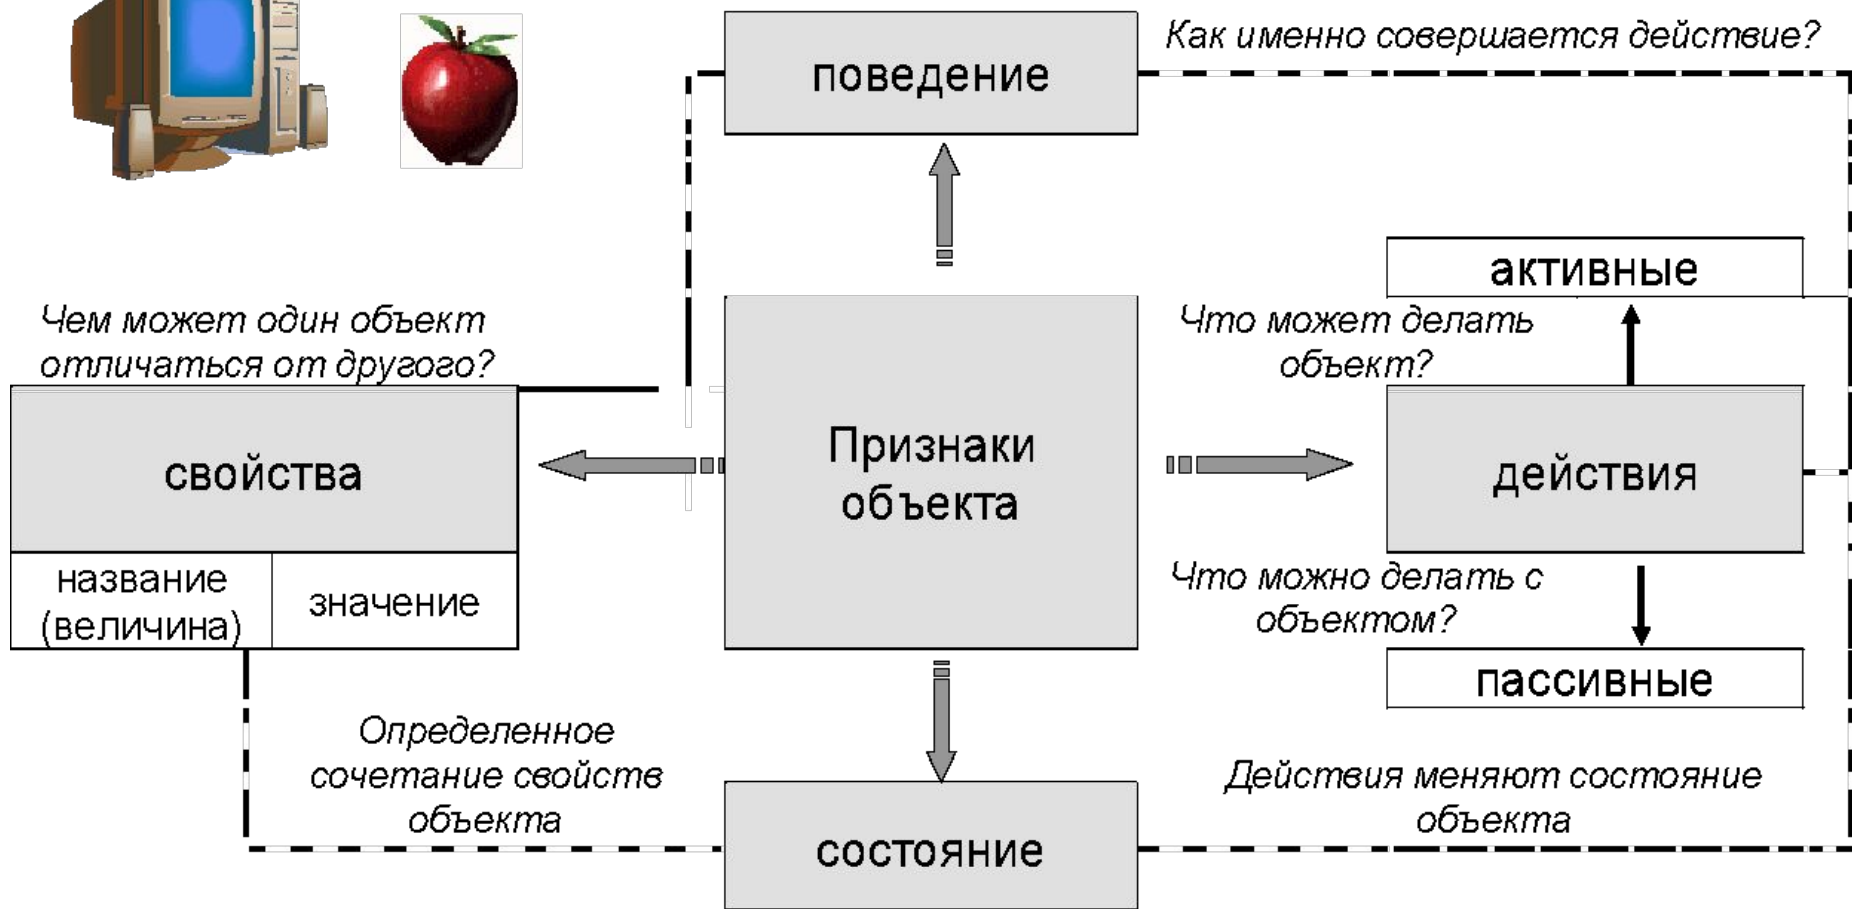 Как именно совершается действие?
поведение
активные
Чем может один объект
отличаться от другого?
Что может делать
объект?
свойства
Признаки
объекта
действия
название
(величина)
значение
Что можно делать с
объектом?
пассивные
Определенное
сочетание свойств
объекта
Действия меняют состояние
объекта
состояние